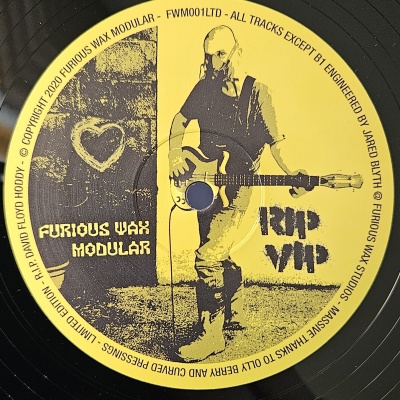 © COPYRIGHT 2020 FURIOUS WAX MODULAR - FWM001LTD - ALL TRACKS EXCEPT B1 ENGINEERED BY JARED BLYTH @ FURIOUS WAX STUDIOS - MASSIVE THANKS TO OLLY BERRY AND CURVED PRESSINGS - LIMITED EDITION - R.I.P. DAVID FLOYD HODDY -
FURIOUS WAX
MODULAR
RIP
VIP